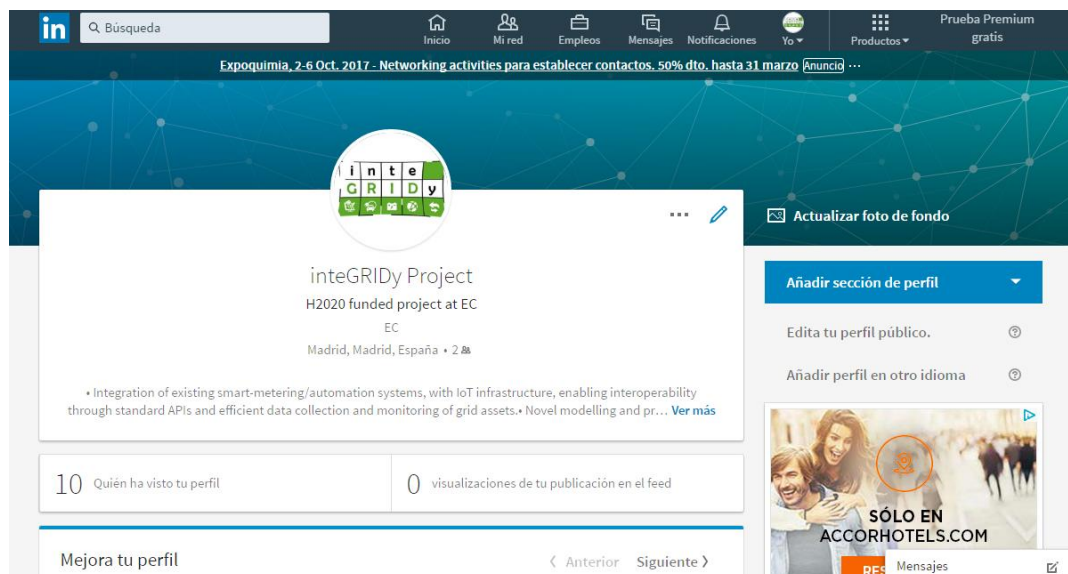 in
Búsqueda
Inicio
Mi red
Empleos
Mensajes
Notificaciones
Yo
Productos
Prueba Premium
gratis
Expoquimia, 2-6 Oct. 2017 - Networking activities para establecer contactos. 50% dto. hasta 31 marzo Anuncio ...
inte
GRIDy
...
Actualizar foto de fondo
inteGRIDy Project
H2020 funded project at EC
EC
Madrid, Madrid, España • 2
• Integration of existing smart-metering/automation systems, with IoT infrastructure, enabling interoperability
through standard APIs and efficient data collection and monitoring of grid assets.• Novel modelling and pr... Ver más
Añadir sección de perfil
Edita tu perfil público.
Añadir perfil en otro idioma
10 Quién ha visto tu perfil
0 visualizaciones de tu publicación en el feed
SÓLO EN
ACCORHOTELS.COM
RES
Mejora tu perfil
Anterior Siguiente
Mensajes